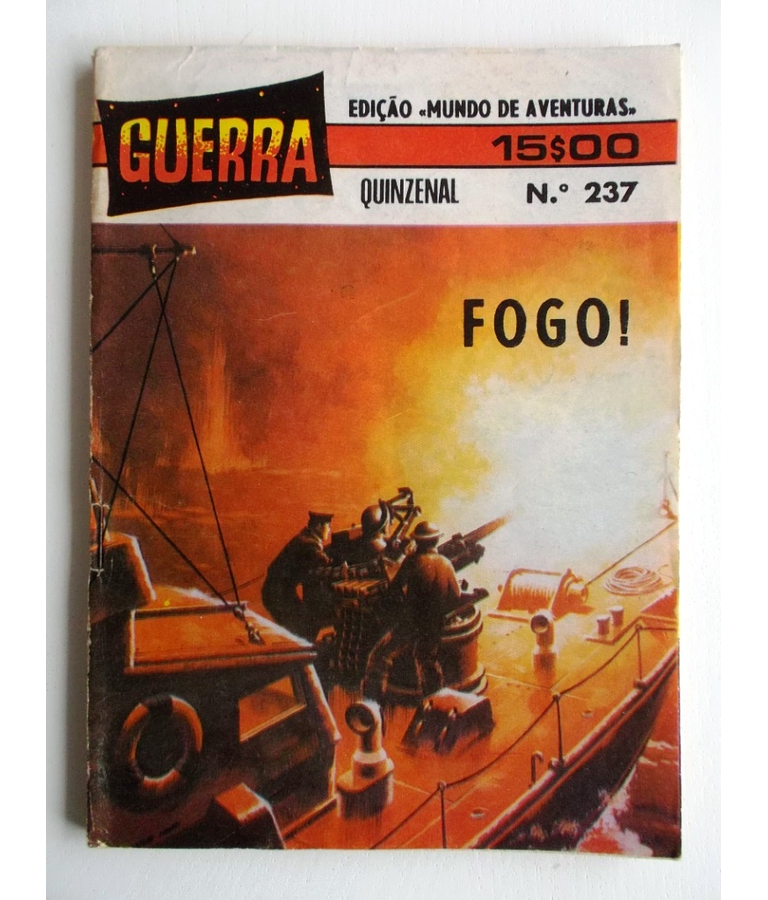 GUERRA
EDIÇÃO «MUNDO DE AVENTURAS»
15$00
QUINZENAL N.° 237
FOGO!